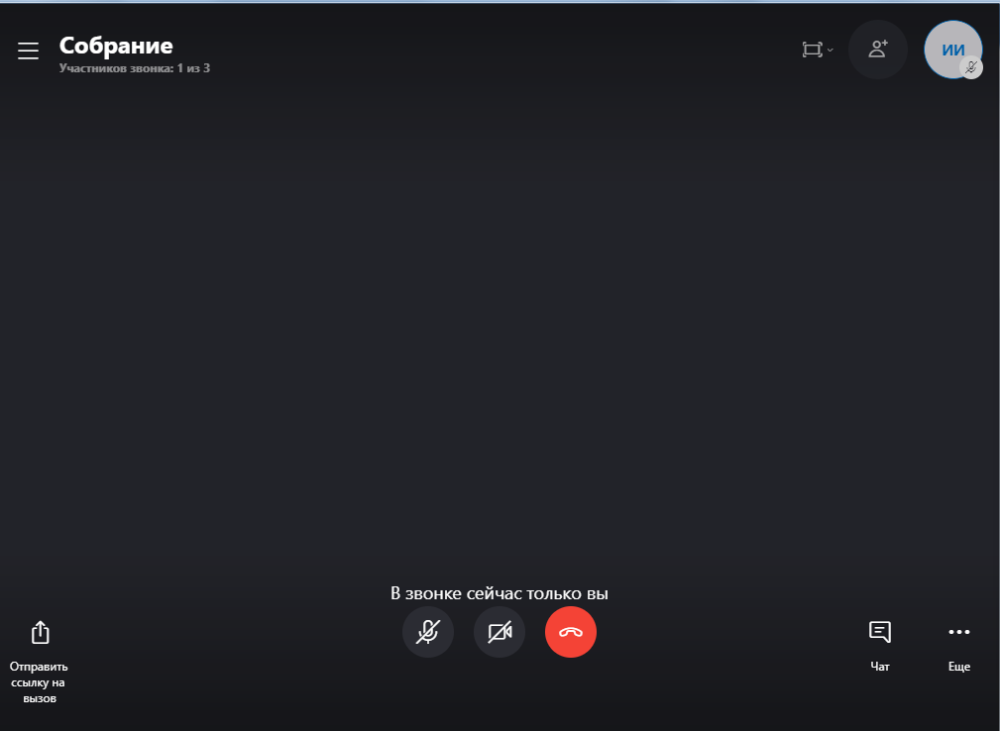 Собрание
Участников звонка: 1 из 3
ИИ
В звонке сейчас только вы
Отправить
ссылку на
вызов
Чат
Еще